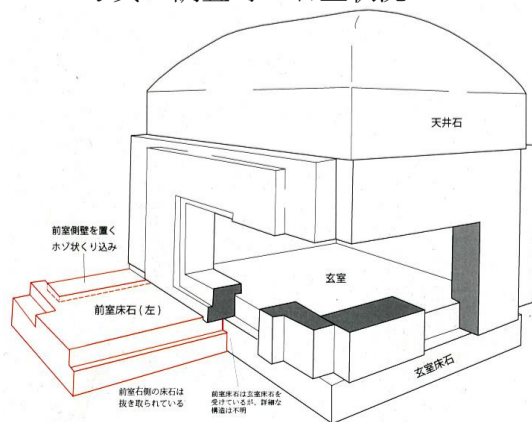 天井石
前室側壁を置く
ホゾ状くり込み
玄室
前室床石(左)
玄室床石
前室右側の床石は
抜き取られている
前室床石は玄室床石を
受けているが、詳細な
構造は不明